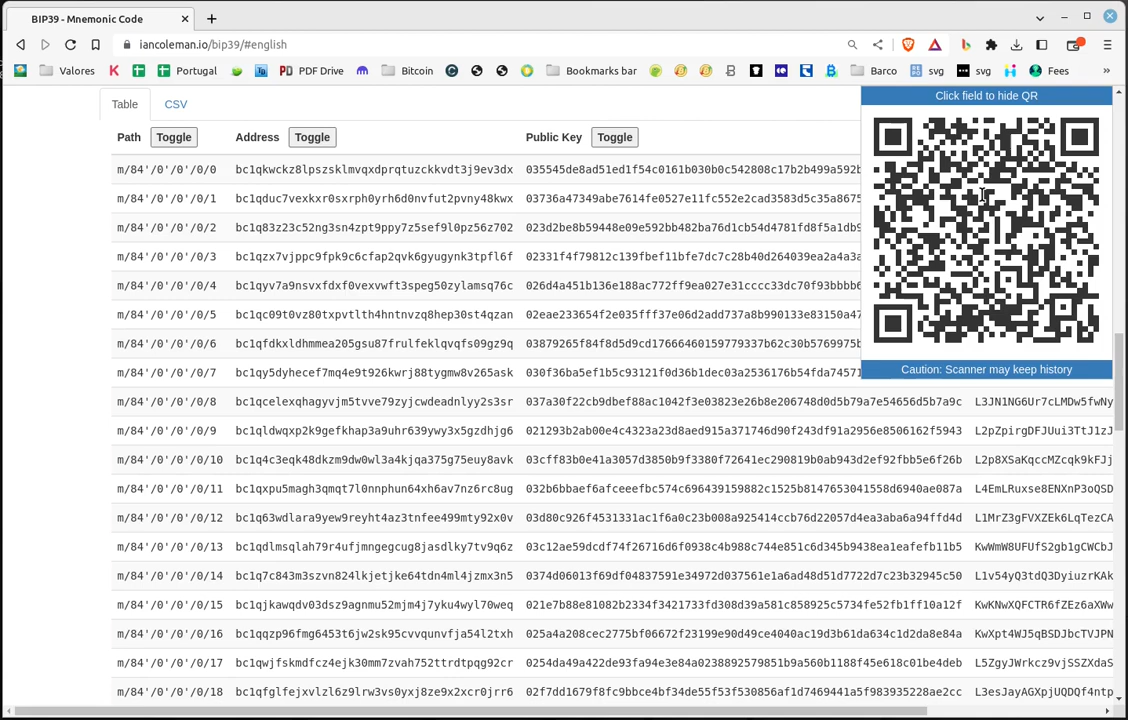 BIP39 - Mnemonic Code
iancoleman.io/bip39/#english
Valores Portugal PDF Drive Bitcoin Bookmarks bar Barco svg svg Fees
Table CSV
Click field to hide QR
Path Toggle Address Toggle Public Key Toggle
m/84'/0'/0'/0/0 bc1qkwckz8lpszsklmvqxdprqtuzckkvdt3j9ev3dx 035545de8ad51ed1f54c0161b030b0c542808c17b2b499a592b
m/84'/0'/0'/0/1 bc1qduc7vexkxr0sxrph0yrh6d0nvfut2pvny48kwx 03736a47349abe7614fe0527e11fc552e2cad3583d5c35a8675
m/84'/0'/0'/0/2 bc1q83z23c52ng3sn4zpt9ppy7z5sef9l0pz56z702 023d2be8b59448e09e592bb482ba76d1cb54d4781fd8f5a1db9
m/84'/0'/0'/0/3 bc1qzx7vjppc9fpk9c6cfap2qvk6gyugynk3tpfl6f 02331f4f79812c139fbef11bfe7dc7c28b40d264039ea2a4a3a
m/84'/0'/0'/0/4 bc1qyv7a9nsvxfdxf0vexvwft3speg50zylamsq76c 026d4a451b136e188ac772ff9ea027e31cccc33dc70f93bbbb6
m/84'/0'/0'/0/5 bc1qc09t0vz80txpvtlth4hntnvzq8hep30st4qzan 02eae233654f2e035fff37e06d2add737a8b990133e83150a47
m/84'/0'/0'/0/6 bc1qfdkxldhmmea205gsu87frulfeklqvqfs09gz9q 03879265f84f8d5d9cd17666460159779337b62c30b5769975b
m/84'/0'/0'/0/7 bc1qy5dyhecef7mq4e9t926kwrj88tygmw8v265ask 030f36ba5ef1b5c93121f0d36b1dec03a2536176b54fda74571
Caution: Scanner may keep history
m/84'/0'/0'/0/8 bc1qcelexqhagyvjm5tvve79zyjcwdeadnlyy2s3sr 037a30f22cb9dbef88ac1042f3e03823e26b8e206748d0d5b79a7e54656d5b7a9c L3JN1NG6Ur7cLMDw5fwNy
m/84'/0'/0'/0/9 bc1qldwqxp2k9gefkhap3a9uhr639ywy3x5gzdhjg6 021293b2ab00e4c4323a23d8aed915a371746d90f243df91a2956e8506162f5943 L2pZpirgDFJUui3TtJ1zJ
m/84'/0'/0'/0/10 bc1q4c3eqk48dkzm9dw0wl3a4kjqa375g75euy8avk 03cff83b0e41a3057d3850b9f3380f72641ec290819b0ab943d2ef92fbb5e6f26b L2p8XSaKqccMZcqk9kFJj
m/84'/0'/0'/0/11 bc1qxpu5magh3qmqt7l0nnphun64xh6av7nz6rc8ug 032b6bbaef6afceeefbc574c696439159882c1525b8147653041558d6940ae087a L4EmLRuxse8ENXnP3oQSD
m/84'/0'/0'/0/12 bc1q63wdlara9yew9reyht4az3tnfee499mty92x0v 03d80c926f4531331ac1f6a0c23b008a925414ccb76d22057d4ea3aba6a94ffd4d L1MrZ3gFVXZEk6LqTezCA
m/84'/0'/0'/0/13 bc1qdlmsqlah79r4ufjmngegcug8jasdlky7tv9q6z 03c12ae59dcdf74f26716d6f0938c4b988c744e851c6d345b9438ea1eafefb11b5 KwWmW8UFUfS2gb1gCWCbJ
m/84'/0'/0'/0/14 bc1q7c843m3szvn824lkjetjke64tdn4ml4jzmx3n5 0374d06013f69df04837591e34972d037561e1a6ad48d51d7722d7c23b32945c50 L1v54yQ3tdQ3DyiuzrKAk
m/84'/0'/0'/0/15 bc1qjkawqdv03dsz9agnmu52mjm4j7yku4wyl70weq 021e7b88e81082b2334f3421733fd308d39a581c858925c5734fe52fb1ff10a12f KwKNwXQFCTR6fZEz6aXWw
m/84'/0'/0'/0/16 bc1qqzp96fmg6453t6jw2sk95cvvqunvfja54l2txh 025a4a208cec2775bf06672f23199e90d49ce4040ac19d3b61da634c1d2da8e84a KwXpt4WJ5qBSDJbcTVJPN
m/84'/0'/0'/0/17 bc1qwjfskmdfcz4ejk30mm7zvah752ttrdtpqg92cr 0254da49a422de93fa94e3e84a0238892579851b9a560b1188f45e618c01be4deb L5ZgyJWrkcz9vjSSZXdaS
m/84'/0'/0'/0/18 bc1qfglfejxvlzl6z9lrw3vs0yxj8ze9x2xcr0jrr6 02f7dd1679f8fc9bbce4bf34de55f53f530856af1d7469441a5f983935228ae2cc L3esJayAGXpjUQDQf4ntp